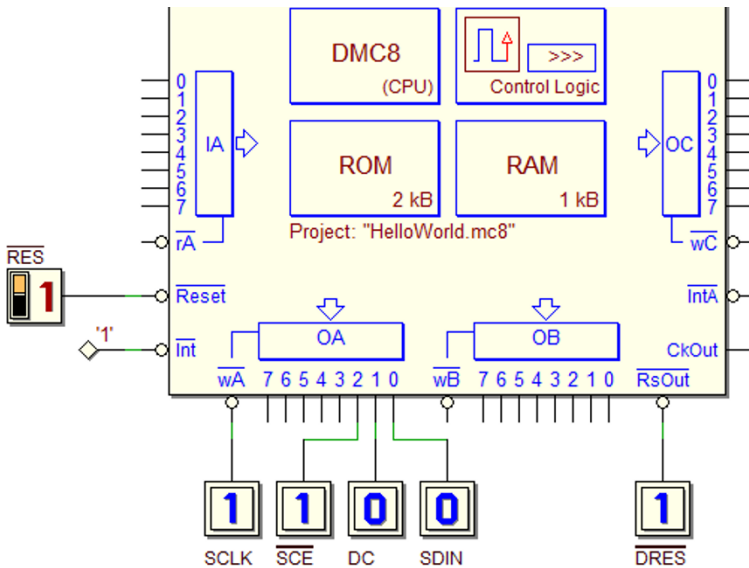 DMC8
(CPU)
>>>
Control Logic
0
1
2
3
4
5
6
7
IA
ROM
2 kB
RAM
1 kB
OC
0
1
2
3
4
5
6
7
rA
Project: "HelloWorld.mc8"
wC
RES
1
Reset
IntA
'1'
Int
OA
OB
CkOut
wA 7 6 5 4 3 2 1 0
wB 7 6 5 4 3 2 1 0
RsOut
1 1 0 0 1
SCLK SCE DC SDIN DRES